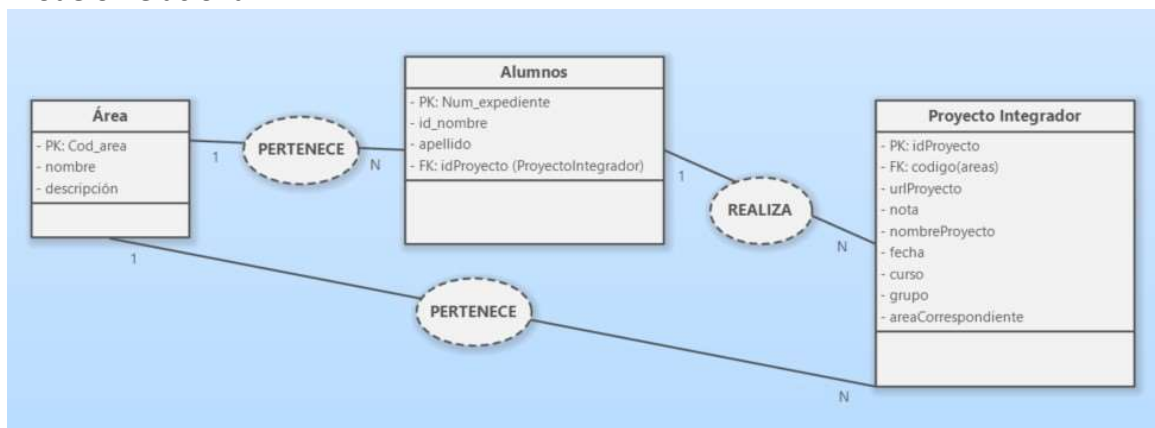 Área
- PK: Cod_area
- nombre
- descripción
1
PERTENECE
N
Alumnos
- PK: Num_expediente
- id_nombre
- apellido
- FK: idProyecto (ProyectoIntegrador)
1
REALIZA
N
Proyecto Integrador
- PK: idProyecto
- FK: codigo(areas)
- urlProyecto
- nota
- nombreProyecto
- fecha
- curso
- grupo
- areaCorrespondiente
1
PERTENECE
N